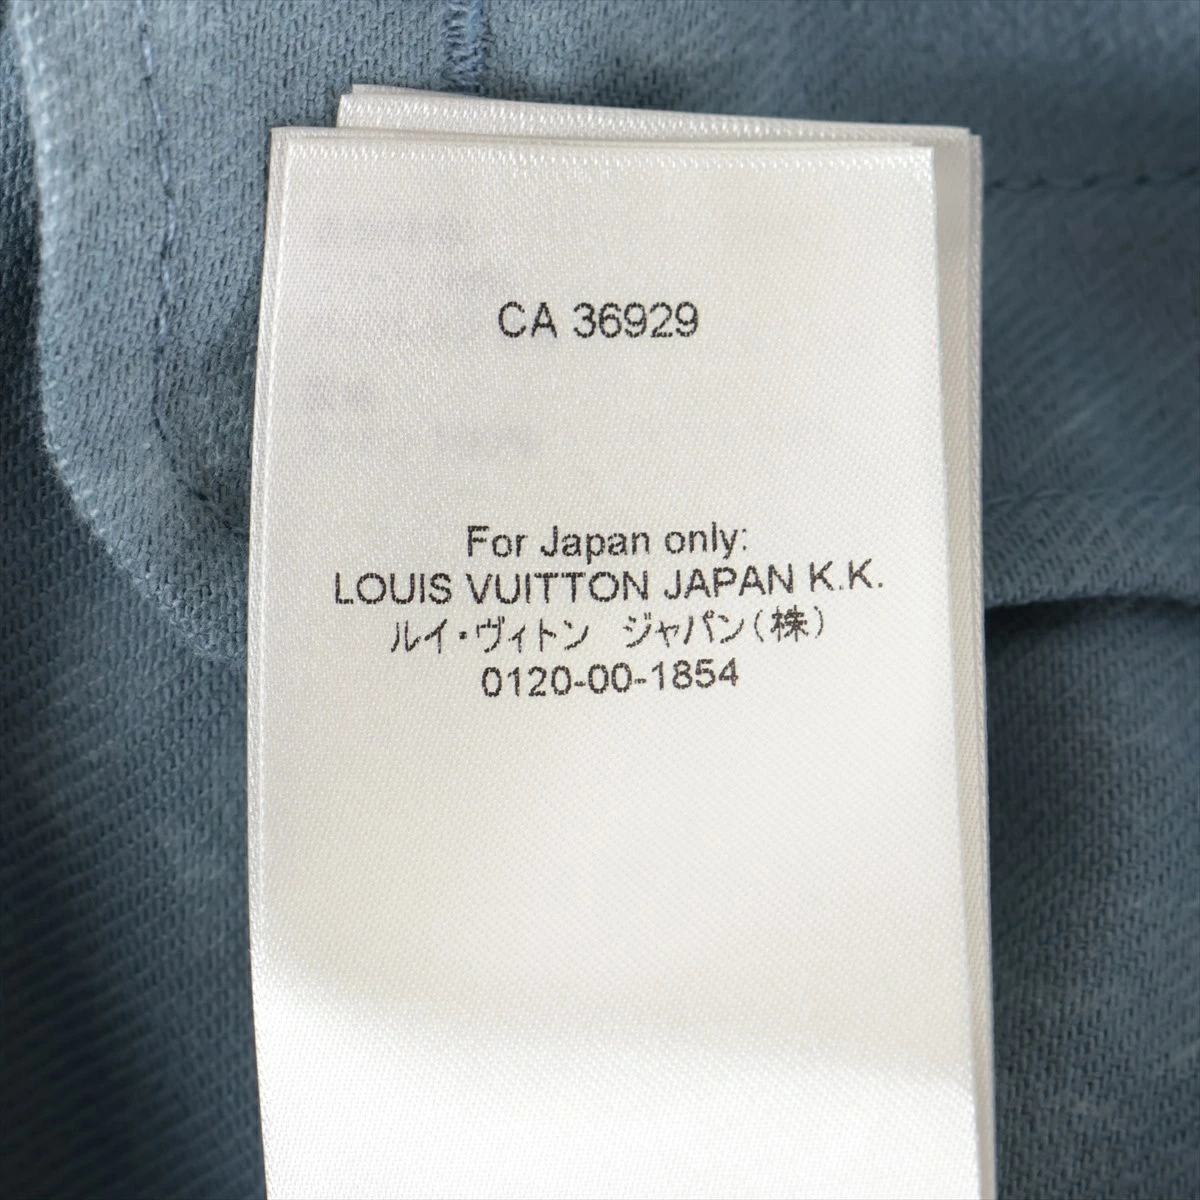 CA 36929
For Japan only:
LOUIS VUITTON JAPAN K.K.
ルイ・ヴィトン　ジャパン（株）
0120-00-1854